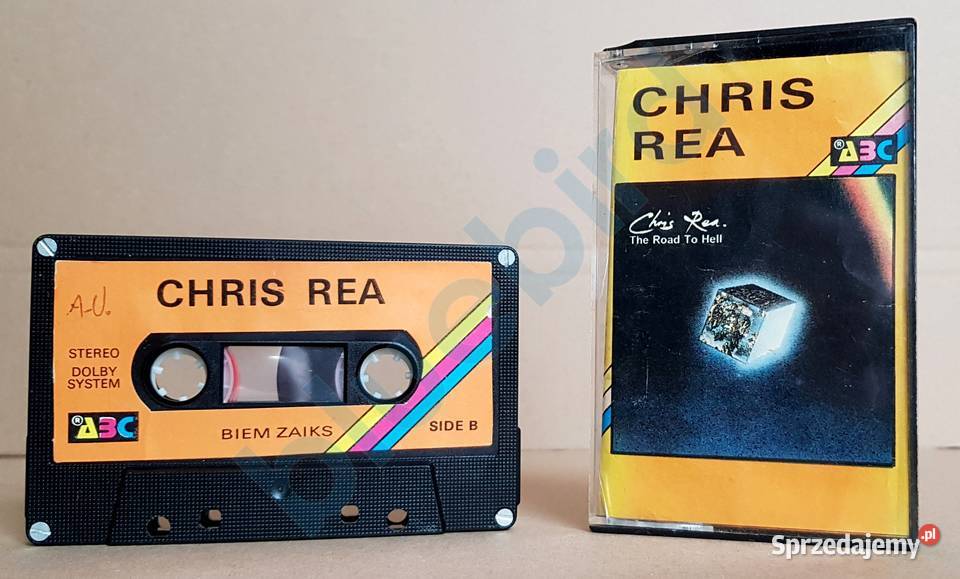 CHRIS REA
A-U.
STEREO
DOLBY
SYSTEM
®ABC
BIEM ZAIKS
SIDE B
CHRIS
REA
®ABC
Chris Rea.
The Road To Hell
Sprzedajemy.pl